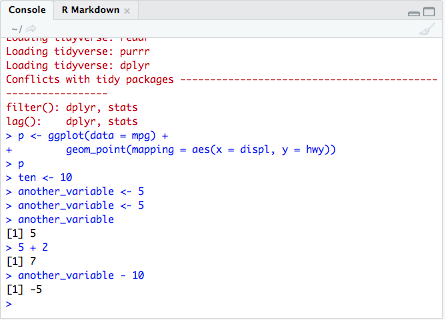 Console R Markdown ×
~/
Loading tidyverse: readr
Loading tidyverse: purrr
Loading tidyverse: dplyr
Conflicts with tidy packages ---------------------------------------
----------------
filter(): dplyr, stats
lag():    dplyr, stats
> p <- ggplot(data = mpg) +
+         geom_point(mapping = aes(x = displ, y = hwy))
> p
> ten <- 10
> another_variable <- 5
> another_variable <- 5
> another_variable
[1] 5
> 5 + 2
[1] 7
> another_variable - 10
[1] -5
>